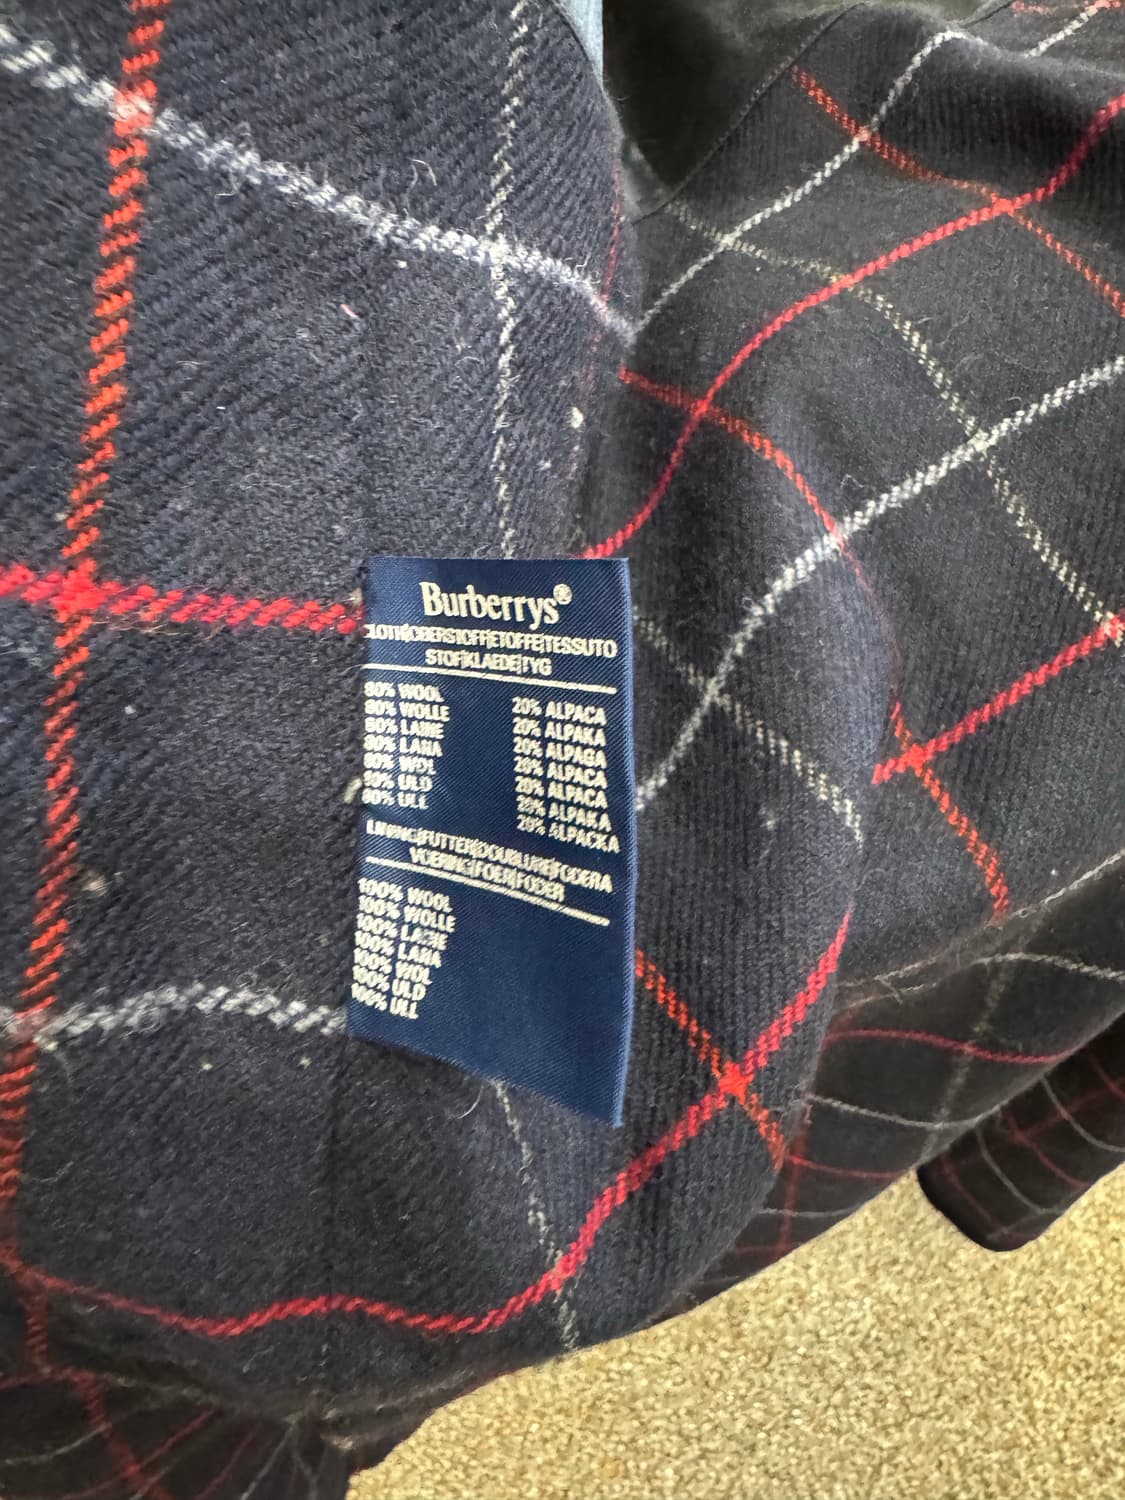 Burberrys®
CLOTH|OBERSTOFF|ETOFFE|TESSUTO
STOF|KLAEDE|TYG
80% WOOL 20% ALPACA
80% WOLLE 20% ALPAKA
80% LAINE 20% ALPAGA
80% LANA 20% ALPACA
80% WOL 20% ALPACA
80% ULD 20% ALPAKA
80% ULL 20% ALPACKA
LINING|FUTTER|DOUBLURE|FODERA
VOERING|FOER|FODER
100% WOOL
100% WOLLE
100% LAINE
100% LANA
100% WOL
100% ULD
100% ULL